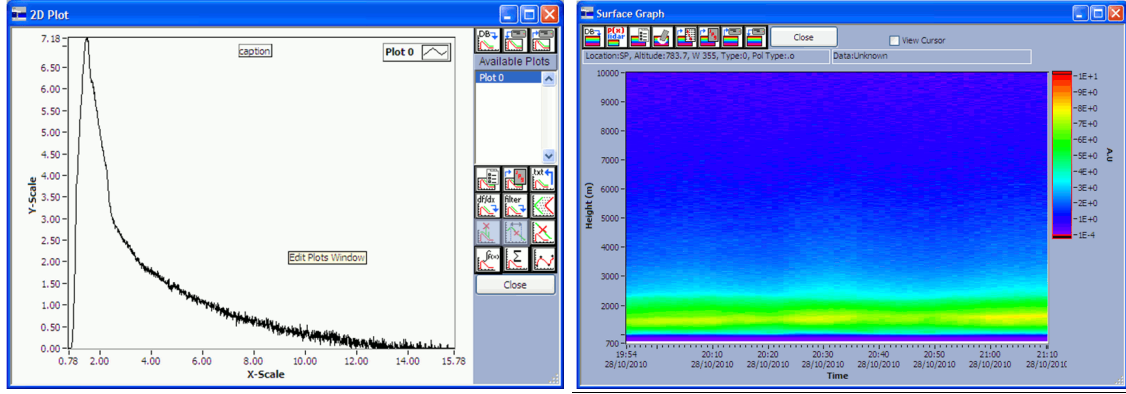 2D Plot
7.18
6.50
6.00
5.50
5.00
4.50
4.00
3.50
3.00
2.50
2.00
1.50
1.00
0.50
0.00
Y-Scale
0.78 2.00 4.00 6.00 8.00 10.00 12.00 14.00 15.78
X-Scale
caption
Plot 0
Edit Plots Window
DB
Available Plots
Plot 0
.txt
df/dx filter
f(x) Σ
Close
Surface Graph
DB P(x) lidar
Close
View Cursor
Location:SP, Altitude:783.7, W 355, Type:0, Pol Type:.o
Data:Unknown
10000
9000
8000
7000
6000
5000
4000
3000
2000
700
Height (m)
19:54 20:10 20:20 20:30 20:40 20:50 21:00 21:10
28/10/2010 28/10/2010 28/10/2010 28/10/2010 28/10/2010 28/10/2010 28/10/2010 28/10/201(
Time
1E+1
9E+0
8E+0
7E+0
6E+0
5E+0
4E+0
3E+0
2E+0
1E+0
1E-4
A.U